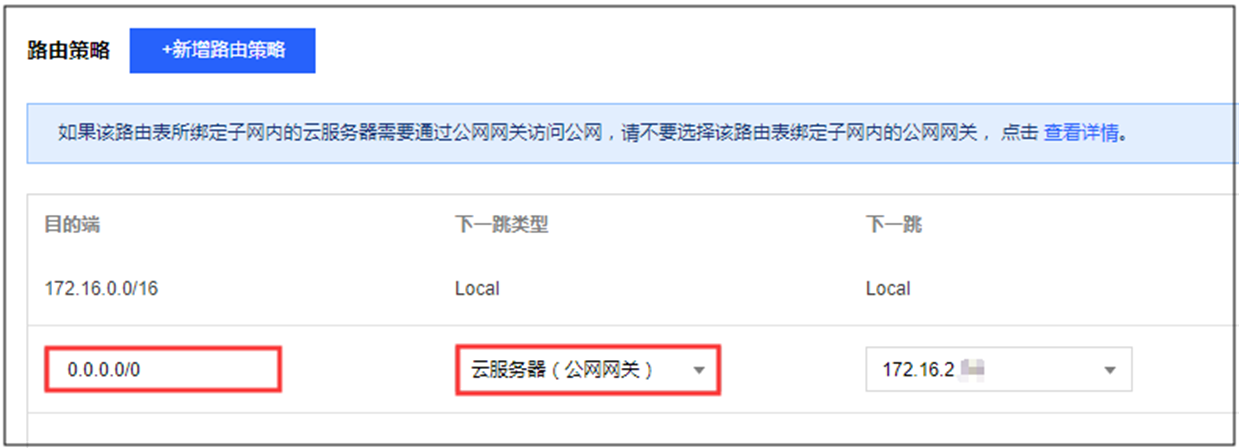 路由策略 +新增路由策略
如果该路由表所绑定子网内的云服务器需要通过公网网关访问公网，请不要选择该路由表绑定子网内的公网网关， 点击 查看详情。
目的端 下一跳类型 下一跳
172.16.0.0/16 Local Local
0.0.0.0/0 云服务器（公网网关） 172.16.2